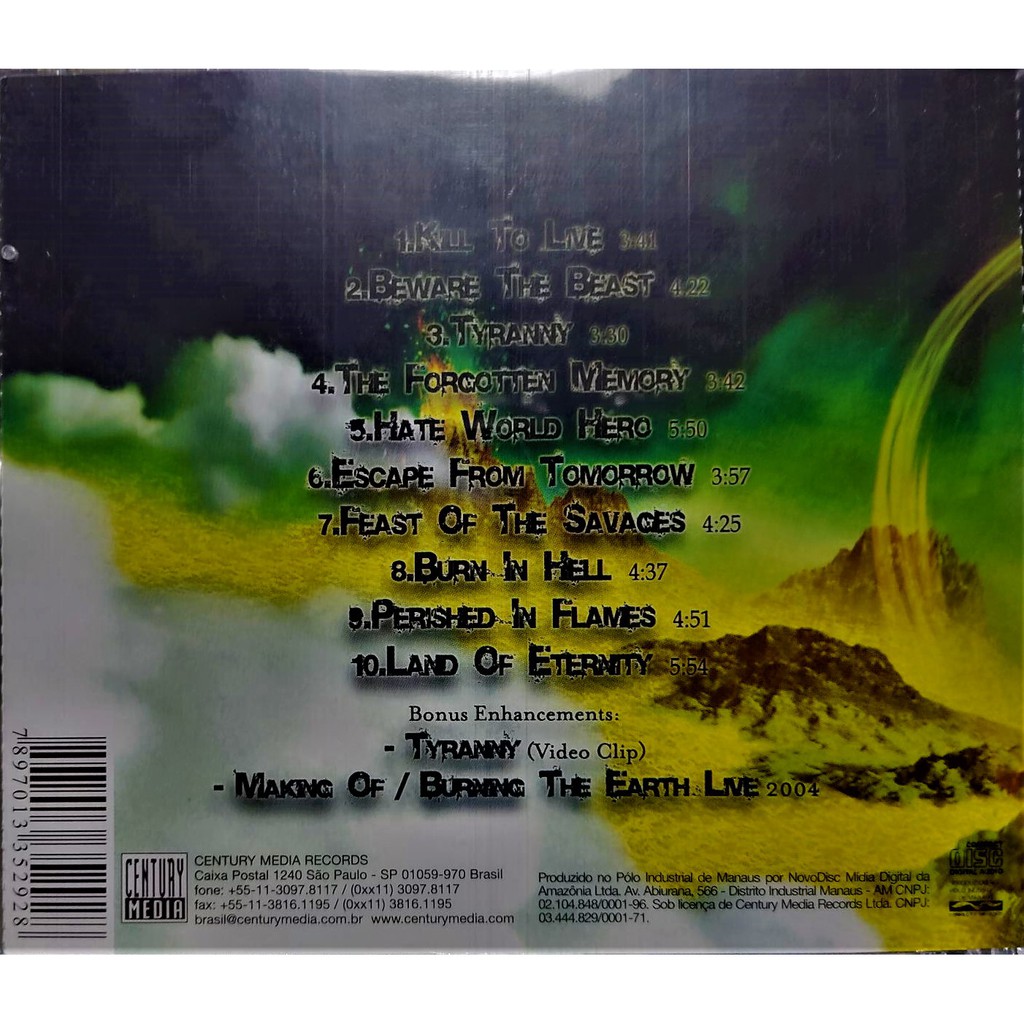 1.Kill To Live 3:41
2.Beware The Beast 4:22
3.Tyranny 3:30
4.The Forgotten Memory 3:42
5.Hate World Hero 5:50
6.Escape From Tomorrow 3:57
7.Feast Of The Savages 4:25
8.Burn In Hell 4:37
9.Perished In Flames 4:51
10.Land Of Eternity 5:54
Bonus Enhancements:
- Tyranny (Video Clip)
- Making Of / Burning The Earth Live 2004
7 897013 352928
CENTURY MEDIA
CENTURY MEDIA RECORDS
Caixa Postal 1240 São Paulo - SP 01059-970 Brasil
fone: +55-11-3097.8117 / (0xx11) 3097.8117
fax: +55-11-3816.1195 / (0xx11) 3816.1195
brasil@centurymedia.com.br www.centurymedia.com
Produzido no Pólo Industrial de Manaus por NovoDisc Mídia Digital da
Amazônia Ltda. Av. Abiurana, 566 - Distrito Industrial Manaus - AM CNPJ:
02.104.848/0001-96. Sob licença de Century Media Records Ltda. CNPJ:
03.444.829/0001-71.
COMPACT
disc
DIGITAL AUDIO